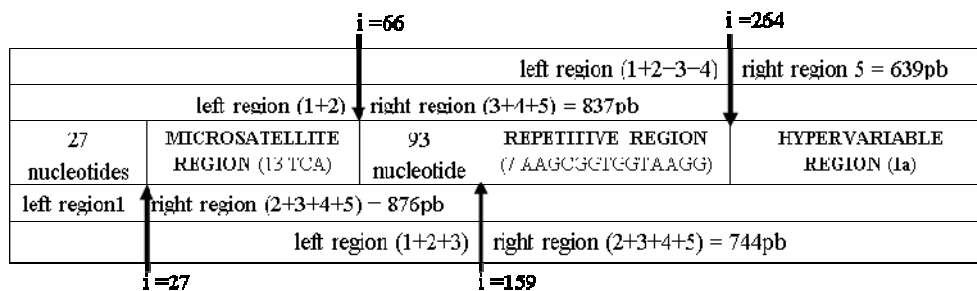 i =66
i =264
left region (1+2−3−4) right region 5 = 639pb
left region (1+2) right region (3+4+5) = 837pb
27 MICROSATELLITE 93 REPETITIVE REGION HYPERVARIABLE
nucleotides REGION (13 TCA) nucleotide (7 AAGCGGTGGTAAGG) REGION (Ia)
left region1 right region (2+3+4+5) − 876pb
left region (1+2+3) right region (2+3+4+5) = 744pb
i =27
i =159